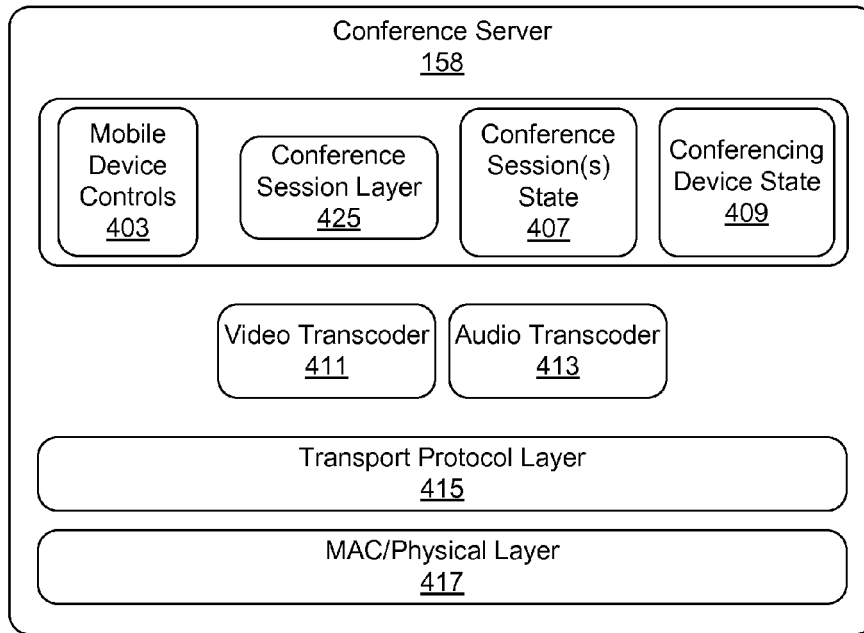 Conference Server
158
Mobile
Device
Controls
403
Conference
Session Layer
425
Conference
Session(s)
State
407
Conferencing
Device State
409
Video Transcoder
411
Audio Transcoder
413
Transport Protocol Layer
415
MAC/Physical Layer
417